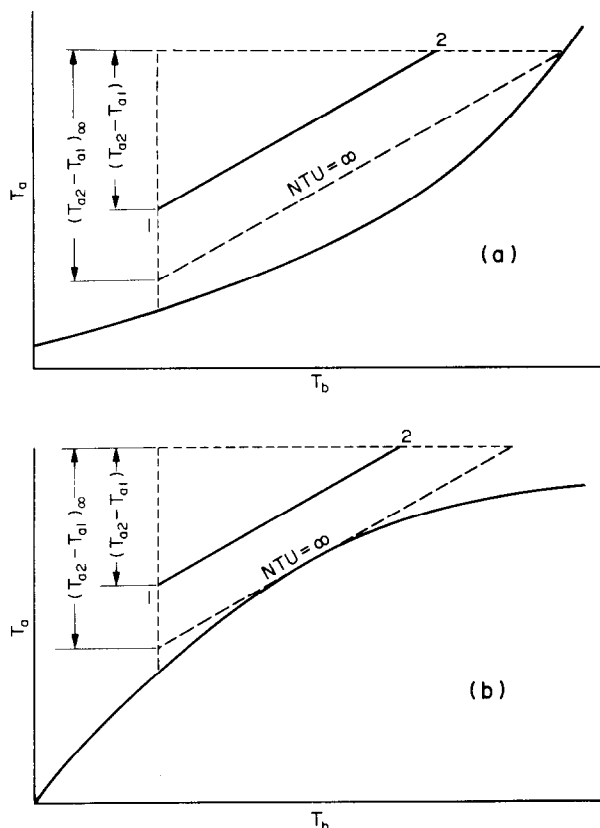 2
(Ta2 − Ta1)∞
(Ta2 − Ta1)
Ta
1
NTU = ∞
(a)
Tb
2
(Ta2 − Ta1)∞
(Ta2 − Ta1)
Ta
1
NTU = ∞
(b)
Tb